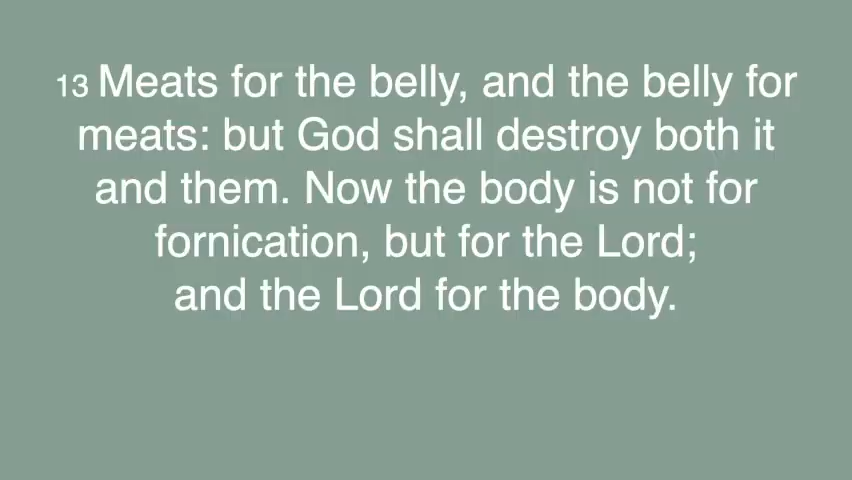 13 Meats for the belly, and the belly for
meats: but God shall destroy both it
and them. Now the body is not for
fornication, but for the Lord;
and the Lord for the body.